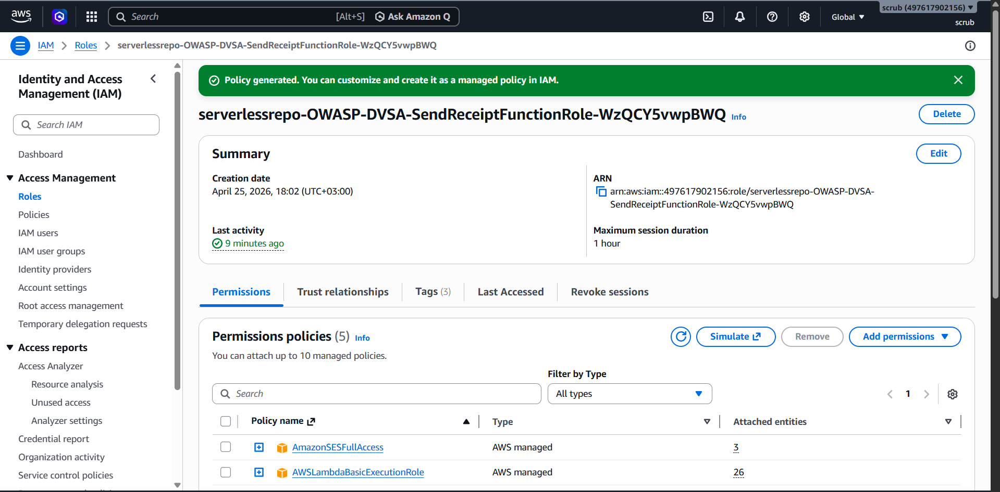 aws
Search
[Alt+S]
Ask Amazon Q
Global
scrub (497617902156)
scrub
IAM
Roles
serverlessrepo-OWASP-DVSA-SendReceiptFunctionRole-WzQCY5vwpBWQ
Identity and Access
Management (IAM)
Search IAM
Dashboard
Access Management
Roles
Policies
IAM users
IAM user groups
Identity providers
Account settings
Root access management
Temporary delegation requests
Access reports
Access Analyzer
Resource analysis
Unused access
Analyzer settings
Credential report
Organization activity
Service control policies
Policy generated. You can customize and create it as a managed policy in IAM.
serverlessrepo-OWASP-DVSA-SendReceiptFunctionRole-WzQCY5vwpBWQ Info
Delete
Summary
Edit
Creation date
April 25, 2026, 18:02 (UTC+03:00)
ARN
arn:aws:iam::497617902156:role/serverlessrepo-OWASP-DVSA-
SendReceiptFunctionRole-WzQCY5vwpBWQ
Last activity
9 minutes ago
Maximum session duration
1 hour
Permissions
Trust relationships
Tags (3)
Last Accessed
Revoke sessions
Permissions policies (5) Info
Simulate
Remove
Add permissions
You can attach up to 10 managed policies.
Filter by Type
Search
All types
1
Policy name
Type
Attached entities
AmazonSESFullAccess
AWS managed
3
AWSLambdaBasicExecutionRole
AWS managed
26